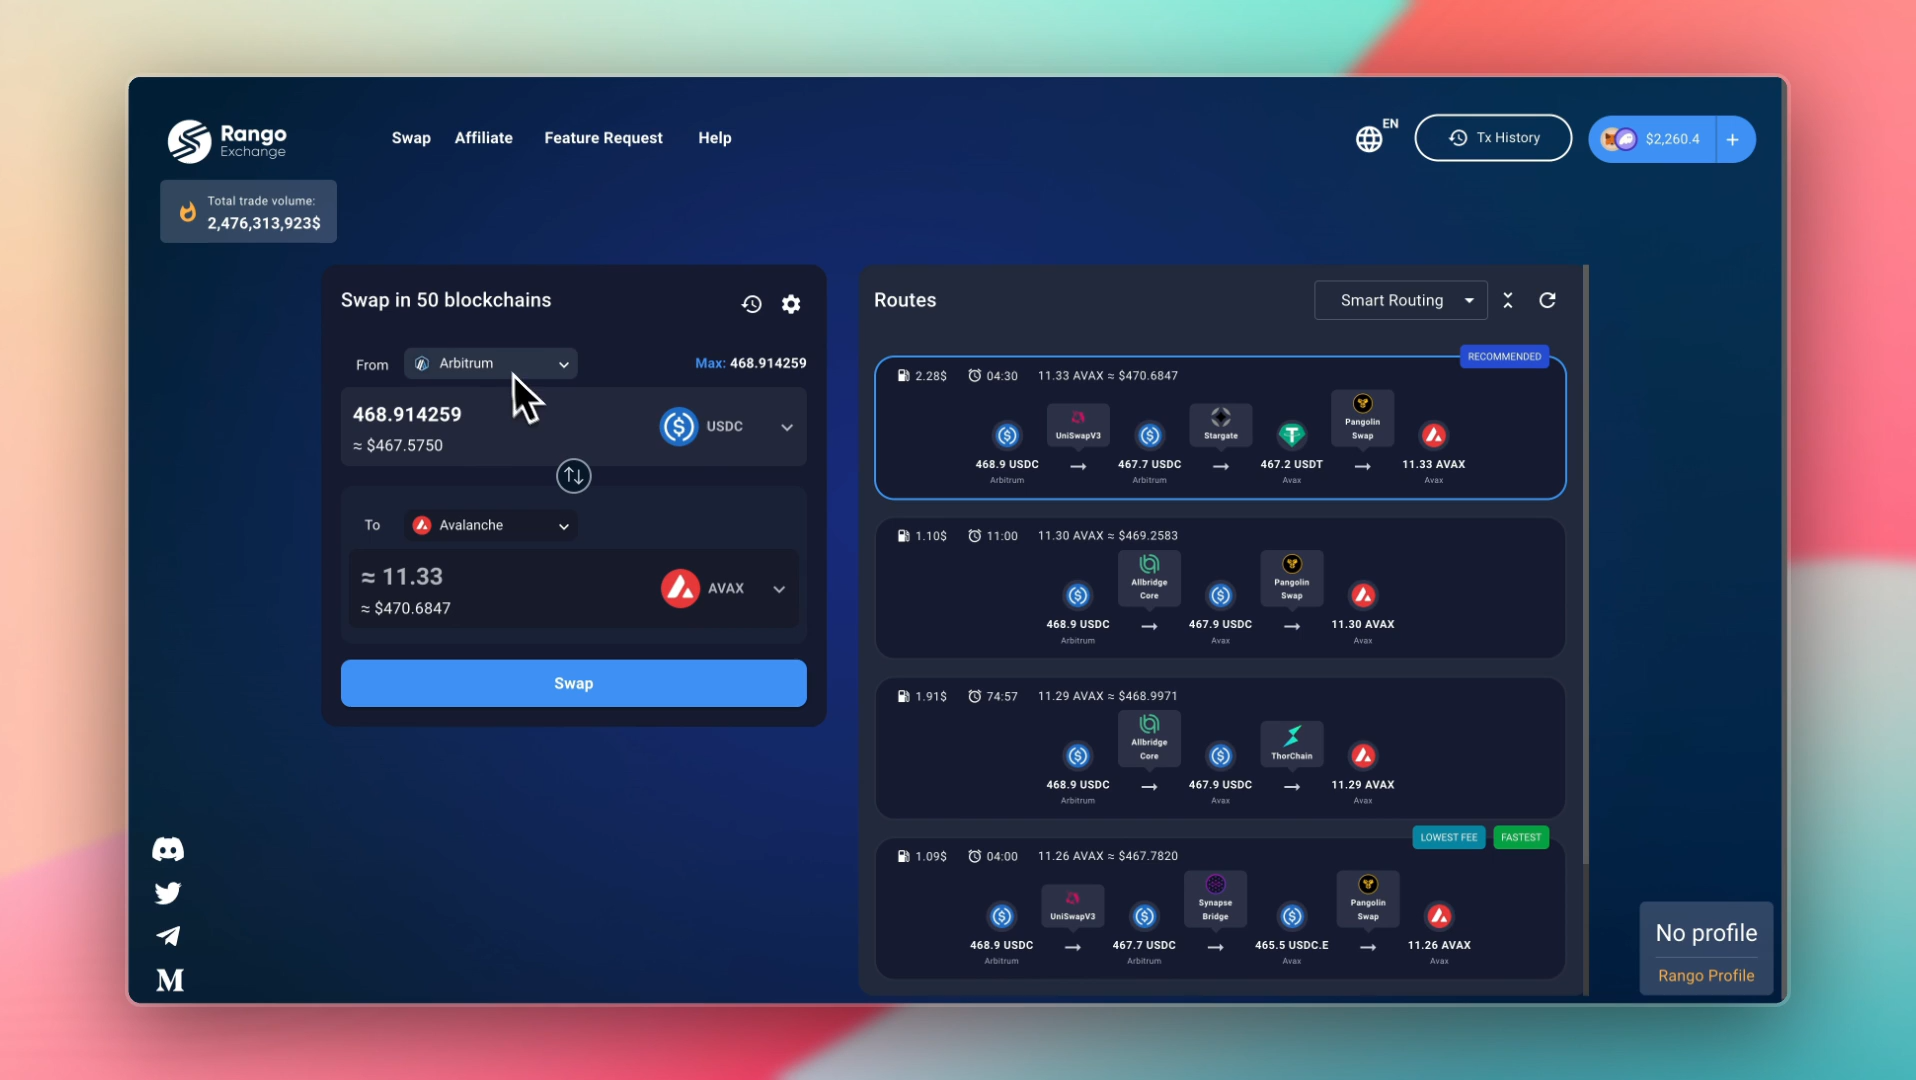 Rango
Exchange
Swap
Affiliate
Feature Request
Help
EN
Tx History
$2,260.4
+
Total trade volume:
2,476,313,923$
Swap in 50 blockchains
From
Arbitrum
Max: 468.914259
468.914259
≈ $467.5750
USDC
To
Avalanche
≈ 11.33
≈ $470.6847
AVAX
Swap
Routes
Smart Routing
RECOMMENDED
2.28$ 04:30 11.33 AVAX ≈ $470.6847
UniSwapV3
Stargate
Pangolin
Swap
468.9 USDC → 467.7 USDC → 467.2 USDT → 11.33 AVAX
Arbitrum Arbitrum Avax Avax
1.10$ 11:00 11.30 AVAX ≈ $469.2583
Allbridge
Core
Pangolin
Swap
468.9 USDC → 467.9 USDC → 11.30 AVAX
Arbitrum Avax Avax
1.91$ 74:57 11.29 AVAX ≈ $468.9971
Allbridge
Core
ThorChain
468.9 USDC → 467.9 USDC → 11.29 AVAX
Arbitrum Avax Avax
LOWEST FEE FASTEST
1.09$ 04:00 11.26 AVAX ≈ $467.7820
UniSwapV3
Synapse
Bridge
Pangolin
Swap
468.9 USDC → 467.7 USDC → 465.5 USDC.E → 11.26 AVAX
Arbitrum Arbitrum Avax Avax
No profile
Rango Profile